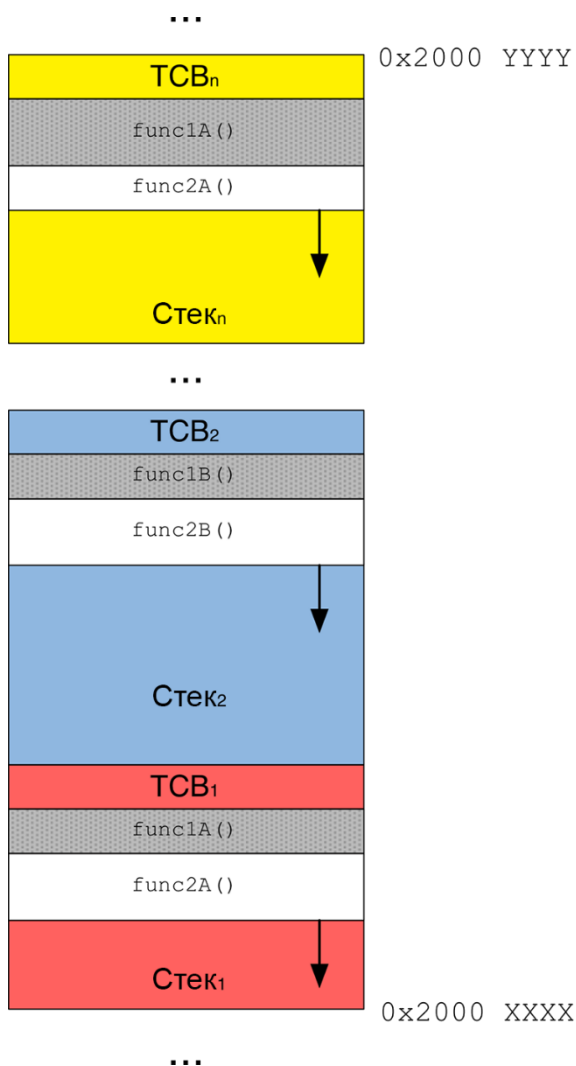 ...
0x2000 YYYY
TCBn
func1A()
func2A()
Стекn
...
TCB2
func1B()
func2B()
Стек2
TCB1
func1A()
func2A()
Стек1
0x2000 XXXX
...